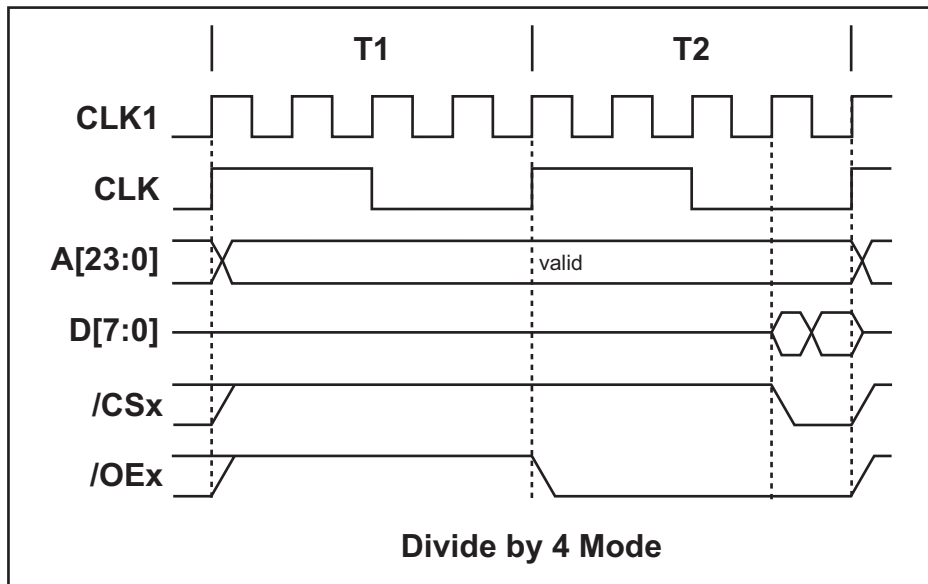 T1 T2
CLK1
CLK
A[23:0] valid
D[7:0]
/CSx
/OEx
Divide by 4 Mode